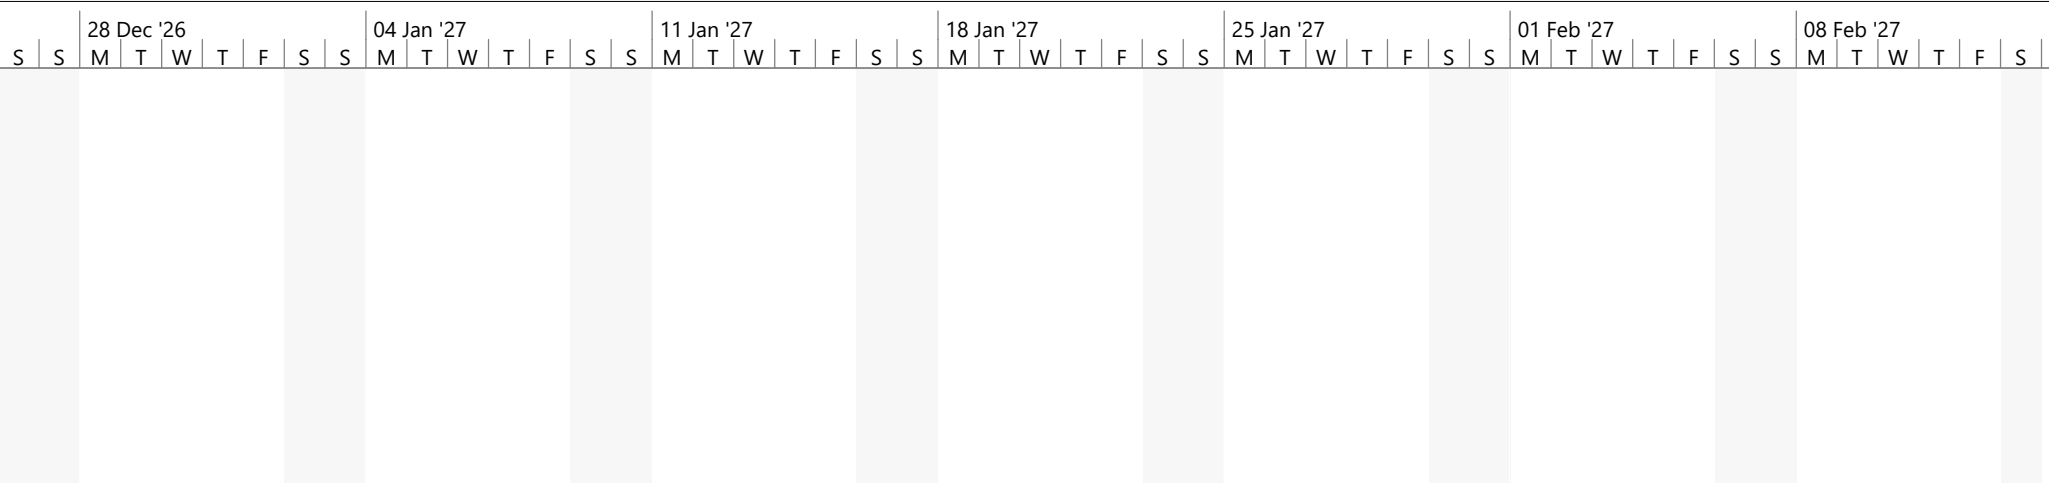 28 Dec '26 04 Jan '27 11 Jan '27 18 Jan '27 25 Jan '27 01 Feb '27 08 Feb '27
S S M T W T F S S M T W T F S S M T W T F S S M T W T F S S M T W T F S S M T W T F S S M T W T F S